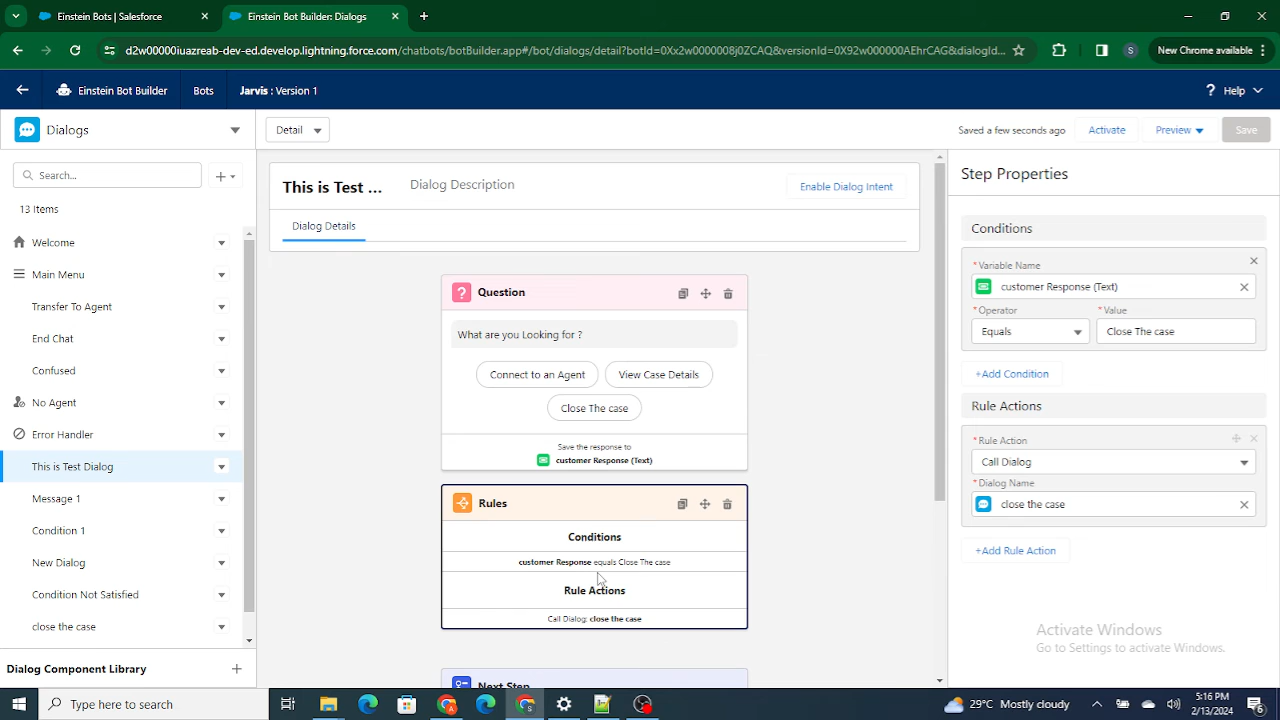 Einstein Bots | Salesforce
Einstein Bot Builder: Dialogs
d2w00000iuazreab-dev-ed.develop.lightning.force.com/chatbots/botBuilder.app#/bot/dialogs/detail?botId=0Xx2w0000008j0ZCAQ&versionId=0X92w000000AEhrCAG&dialogId...
S
New Chrome available
Einstein Bot Builder
Bots
Jarvis : Version 1
? Help
Dialogs
Detail
Saved a few seconds ago
Activate
Preview
Save
Search...
13 Items
Welcome
Main Menu
Transfer To Agent
End Chat
Confused
No Agent
Error Handler
This is Test Dialog
Message 1
Condition 1
New Dialog
Condition Not Satisfied
close the case
Dialog Component Library
This is Test ...
Dialog Description
Enable Dialog Intent
Dialog Details
Question
What are you Looking for ?
Connect to an Agent
View Case Details
Close The case
Save the response to
customer Response (Text)
Rules
Conditions
customer Response equals Close The case
Rule Actions
Call Dialog: close the case
Next Step
Step Properties
Conditions
*Variable Name
customer Response (Text)
*Operator
*Value
Equals
Close The case
+Add Condition
Rule Actions
*Rule Action
Call Dialog
*Dialog Name
close the case
+Add Rule Action
Activate Windows
Go to Settings to activate Windows.
Type here to search
29°C Mostly cloudy
5:16 PM
2/13/2024
6